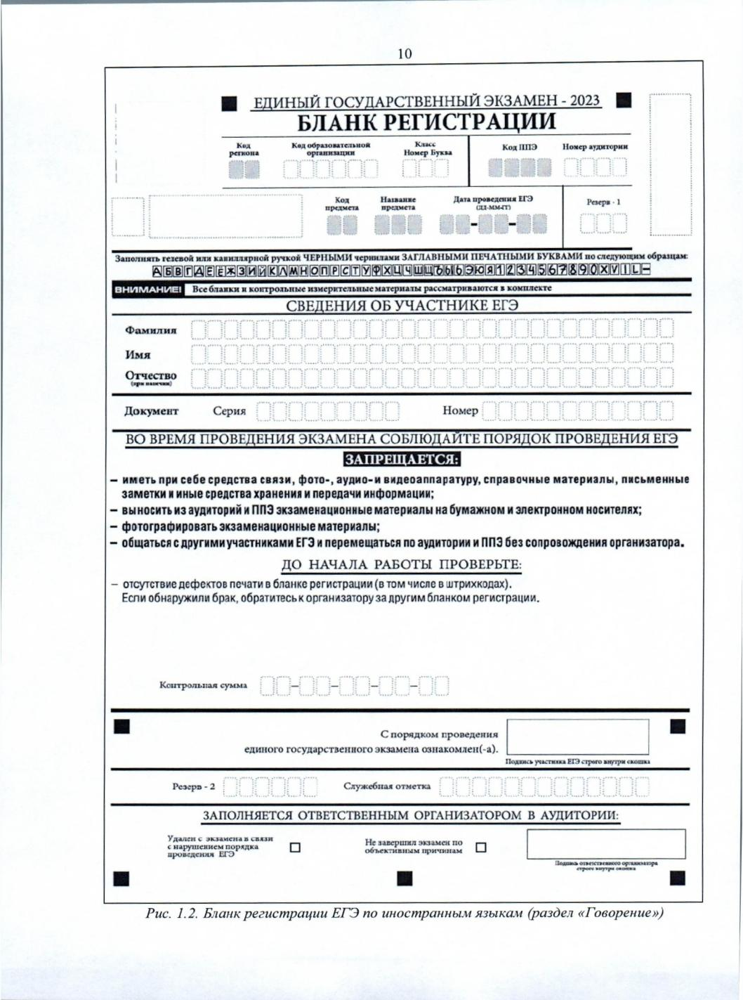 10
ЕДИНЫЙ ГОСУДАРСТВЕННЫЙ ЭКЗАМЕН - 2023
БЛАНК РЕГИСТРАЦИИ
Код региона
Код образовательной организации
Класс Номер Буква
Код ППЭ
Номер аудитории
Код предмета
Название предмета
Дата проведения ЕГЭ (ДД-ММ-ГГ)
Резерв - 1
Заполнять гелевой или капиллярной ручкой ЧЕРНЫМИ чернилами ЗАГЛАВНЫМИ ПЕЧАТНЫМИ БУКВАМИ по следующим образцам:
АБВГДЕЁЖЗИЙКЛМНОПРСТУФХЦЧШЩЪЫЬЭЮЯ1234567890XVIL-
ВНИМАНИЕ! Все бланки и контрольные измерительные материалы рассматриваются в комплекте
СВЕДЕНИЯ ОБ УЧАСТНИКЕ ЕГЭ
Фамилия
Имя
Отчество
(при наличии)
Документ Серия Номер
ВО ВРЕМЯ ПРОВЕДЕНИЯ ЭКЗАМЕНА СОБЛЮДАЙТЕ ПОРЯДОК ПРОВЕДЕНИЯ ЕГЭ
ЗАПРЕЩАЕТСЯ:
– иметь при себе средства связи, фото-, аудио- и видеоаппаратуру, справочные материалы, письменные
заметки и иные средства хранения и передачи информации;
– выносить из аудиторий и ППЭ экзаменационные материалы на бумажном и электронном носителях;
– фотографировать экзаменационные материалы;
– общаться с другими участниками ЕГЭ и перемещаться по аудитории и ППЭ без сопровождения организатора.
ДО НАЧАЛА РАБОТЫ ПРОВЕРЬТЕ:
– отсутствие дефектов печати в бланке регистрации (в том числе в штрихкодах).
Если обнаружили брак, обратитесь к организатору за другим бланком регистрации.
Контрольная сумма
С порядком проведения
единого государственного экзамена ознакомлен(-а).
Подпись участника ЕГЭ строго внутри окошка
Резерв - 2 Служебная отметка
ЗАПОЛНЯЕТСЯ ОТВЕТСТВЕННЫМ ОРГАНИЗАТОРОМ В АУДИТОРИИ:
Удален с экзамена в связи
с нарушением порядка
проведения ЕГЭ
Не завершил экзамен по
объективным причинам
Подпись ответственного организатора
строго внутри окошка
Рис. 1.2. Бланк регистрации ЕГЭ по иностранным языкам (раздел «Говорение»)